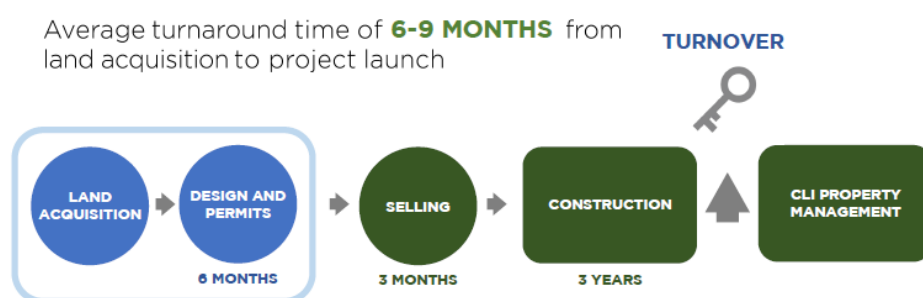 Average turnaround time of 6-9 MONTHS from
land acquisition to project launch
TURNOVER
LAND
ACQUISITION
DESIGN AND
PERMITS
SELLING
CONSTRUCTION
CLI PROPERTY
MANAGEMENT
6 MONTHS
3 MONTHS
3 YEARS